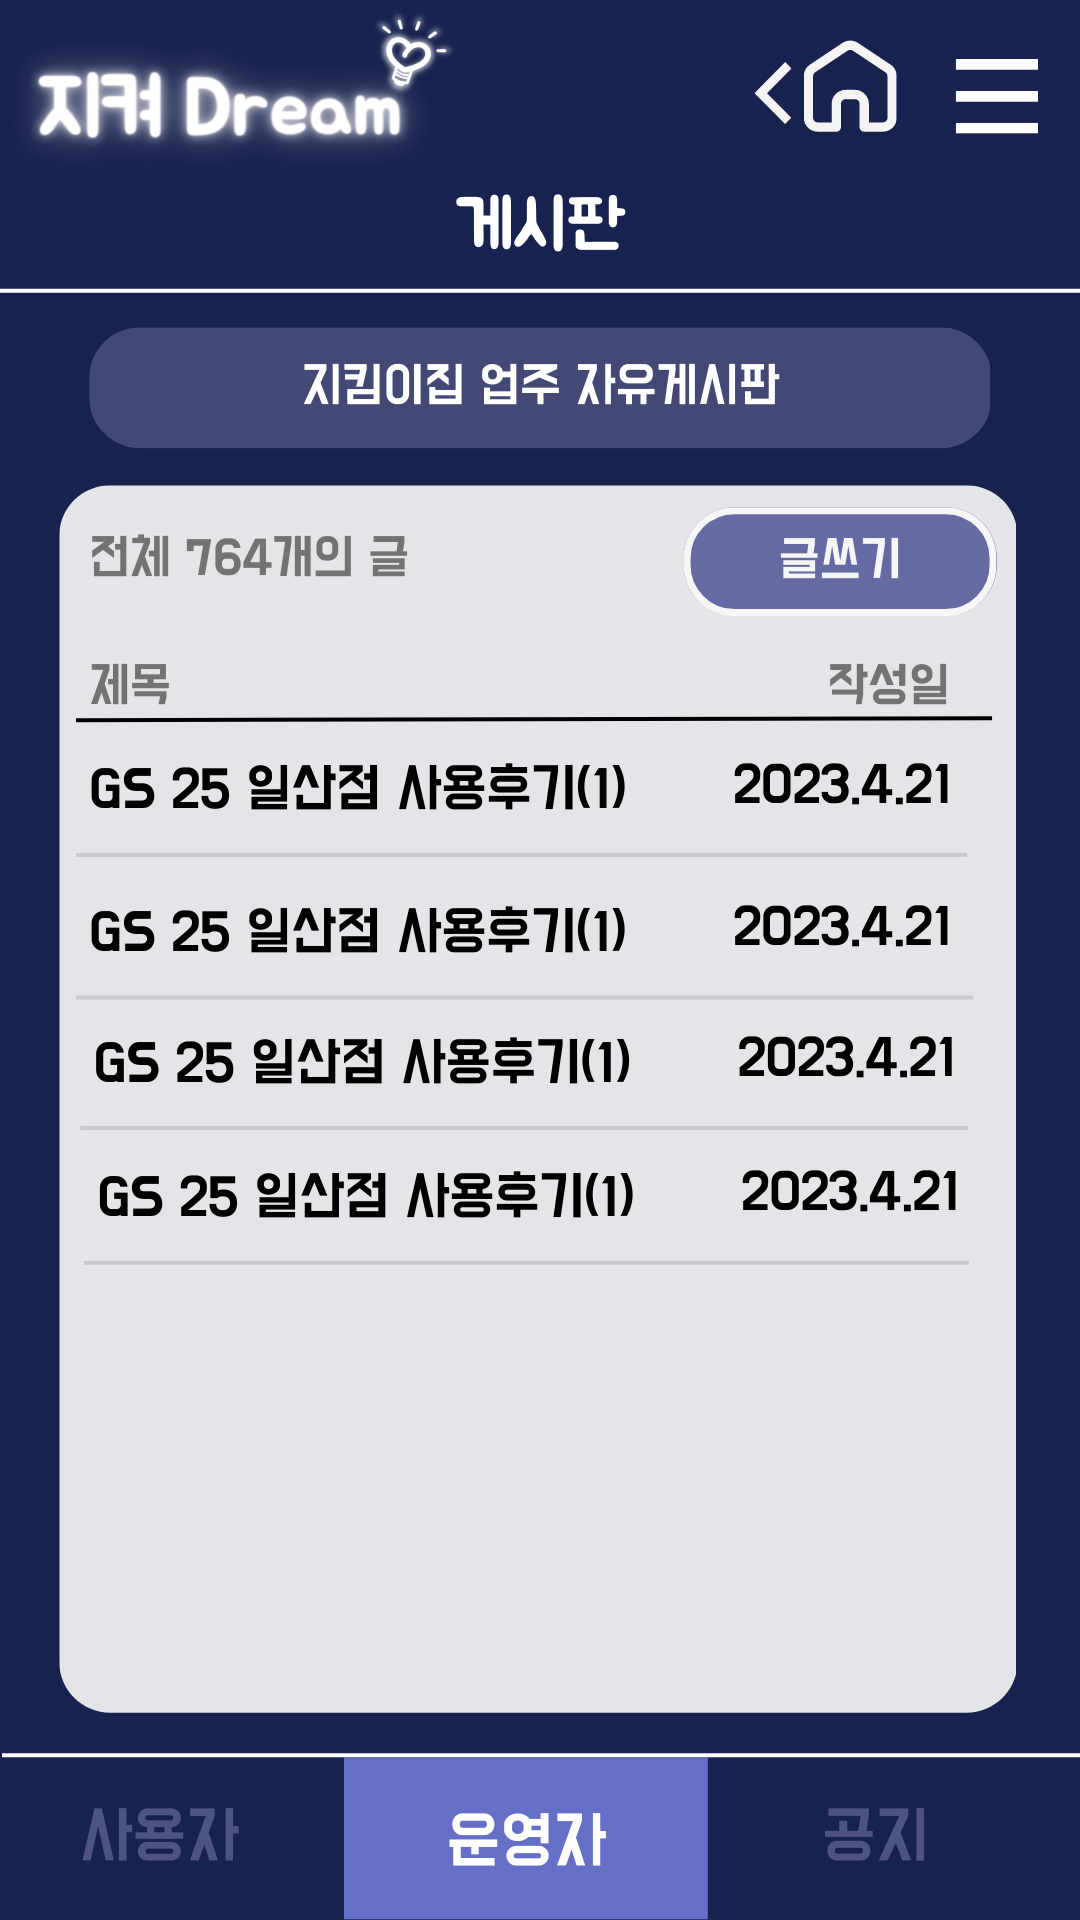 지켜 Dream
게시판
지킴이집 업주 자유게시판
전체 764개의 글
글쓰기
제목 작성일
GS 25 일산점 사용후기(1) 2023.4.21
GS 25 일산점 사용후기(1) 2023.4.21
GS 25 일산점 사용후기(1) 2023.4.21
GS 25 일산점 사용후기(1) 2023.4.21
사용자 운영자 공지